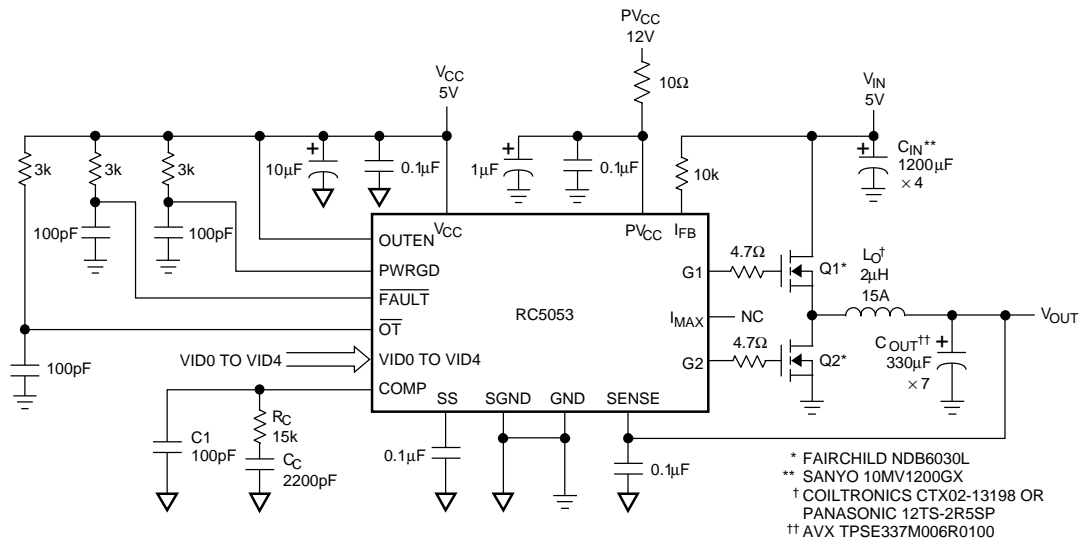 PVCC
12V
10Ω
VCC
5V
VIN
5V
3k
3k
3k
10µF
+
0.1µF
1µF
+
0.1µF
10k
+
CIN**
1200µF
×4
100pF
100pF
VCC
PVCC
IFB
OUTEN
PWRGD
FAULT
OT
VID0 TO VID4
VID0 TO VID4
COMP
RC5053
G1
IMAX
G2
NC
4.7Ω
4.7Ω
Q1*
Q2*
LO†
2µH
15A
VOUT
+
COUT††
330µF
×7
100pF
SS
SGND
GND
SENSE
C1
100pF
RC
15k
CC
2200pF
0.1µF
0.1µF
* FAIRCHILD NDB6030L
** SANYO 10MV1200GX
† COILTRONICS CTX02-13198 OR
PANASONIC 12TS-2R5SP
†† AVX TPSE337M006R0100